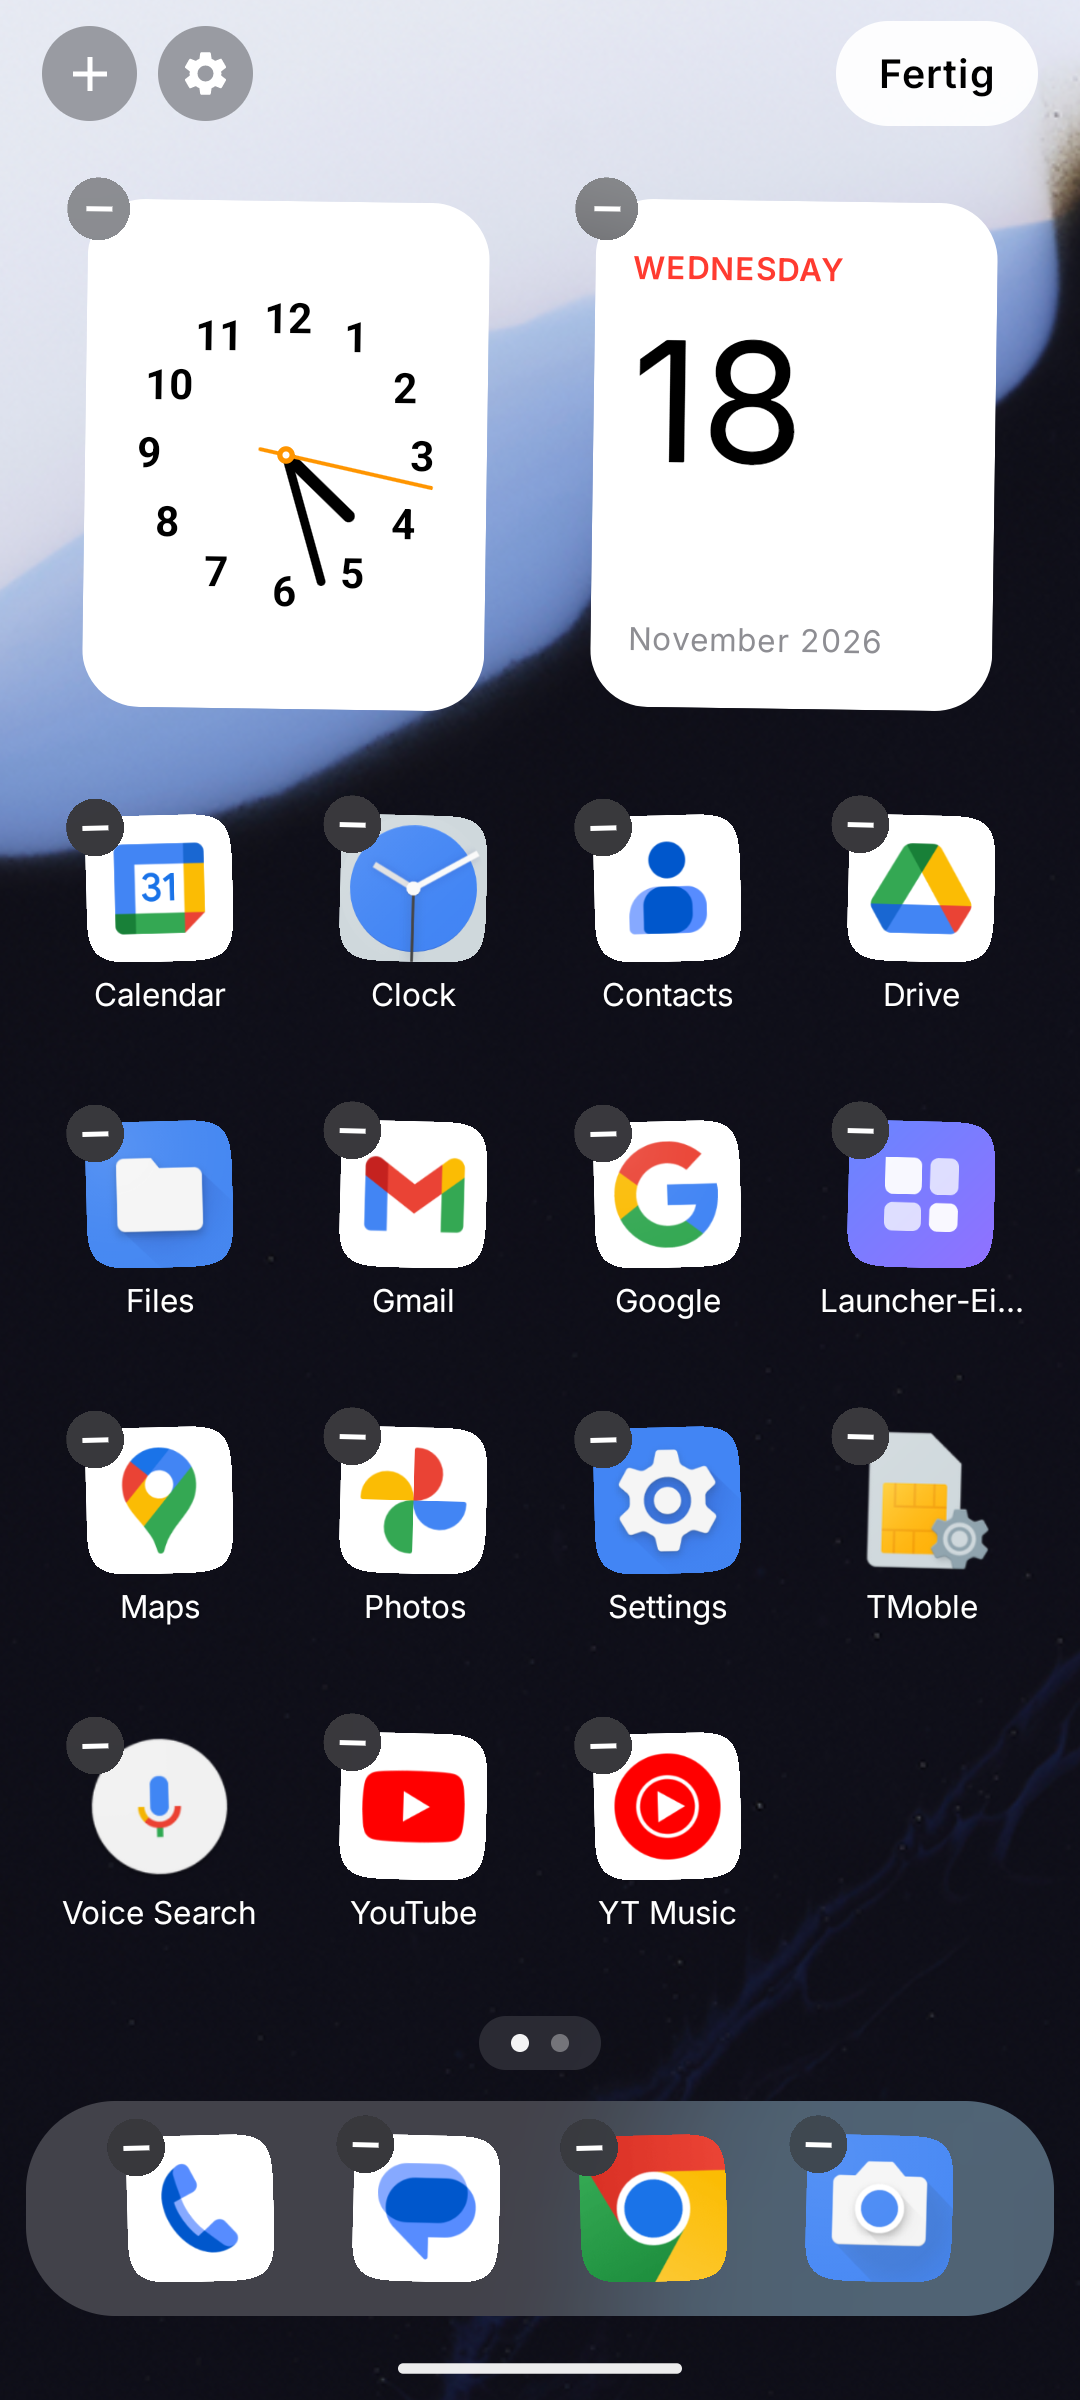 Fertig
12
11
1
10
2
9
3
8
4
7
5
6
WEDNESDAY
18
November 2026
31
Calendar
Clock
Contacts
Drive
Files
Gmail
Google
Launcher-Ei...
Maps
Photos
Settings
TMoble
Voice Search
YouTube
YT Music